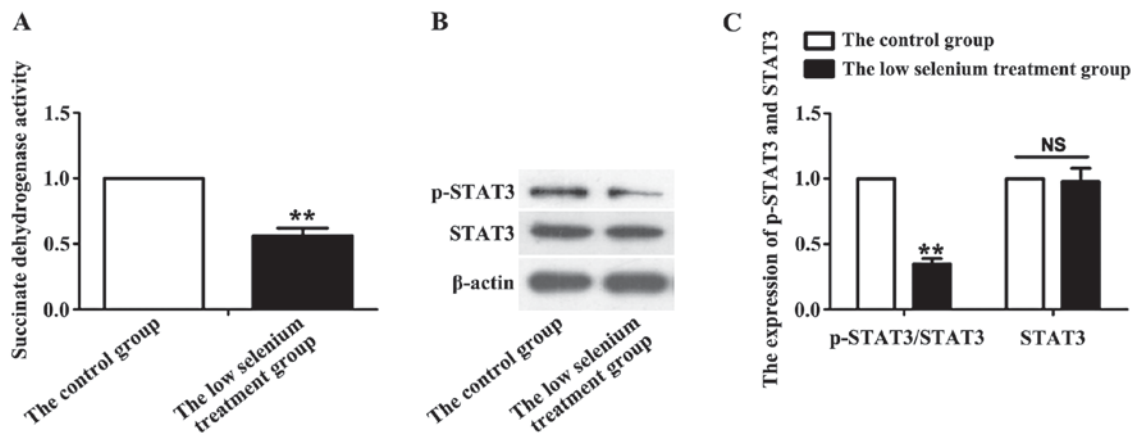 A
Succinate dehydrogenase activity
1.5
1.0
0.5
0.0
**
The control group
The low selenium
treatment group
B
p-STAT3
STAT3
β-actin
The control group
The low selenium
treatment group
C
The control group
The low selenium treatment group
The expression of p-STAT3 and STAT3
1.5
1.0
0.5
0.0
**
NS
p-STAT3/STAT3
STAT3